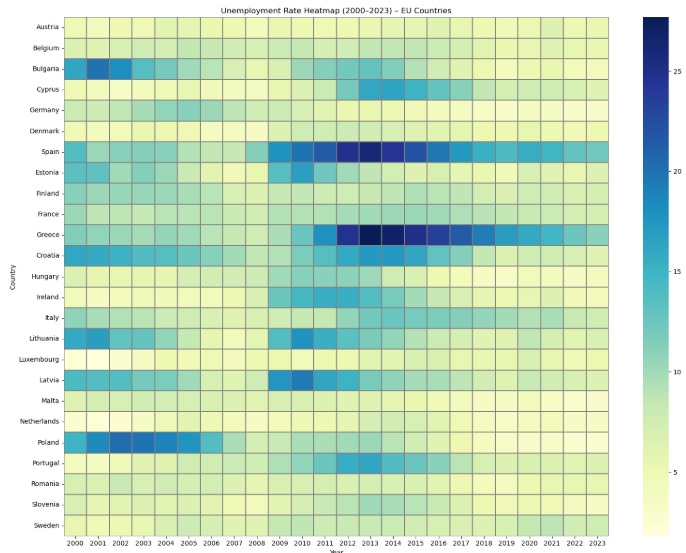 Unemployment Rate Heatmap (2000–2023) – EU Countries
Country
Austria
Belgium
Bulgaria
Cyprus
Germany
Denmark
Spain
Estonia
Finland
France
Greece
Croatia
Hungary
Ireland
Italy
Lithuania
Luxembourg
Latvia
Malta
Netherlands
Poland
Portugal
Romania
Slovenia
Sweden
2000 2001 2002 2003 2004 2005 2006 2007 2008 2009 2010 2011 2012 2013 2014 2015 2016 2017 2018 2019 2020 2021 2022 2023
Year
25
20
15
10
5